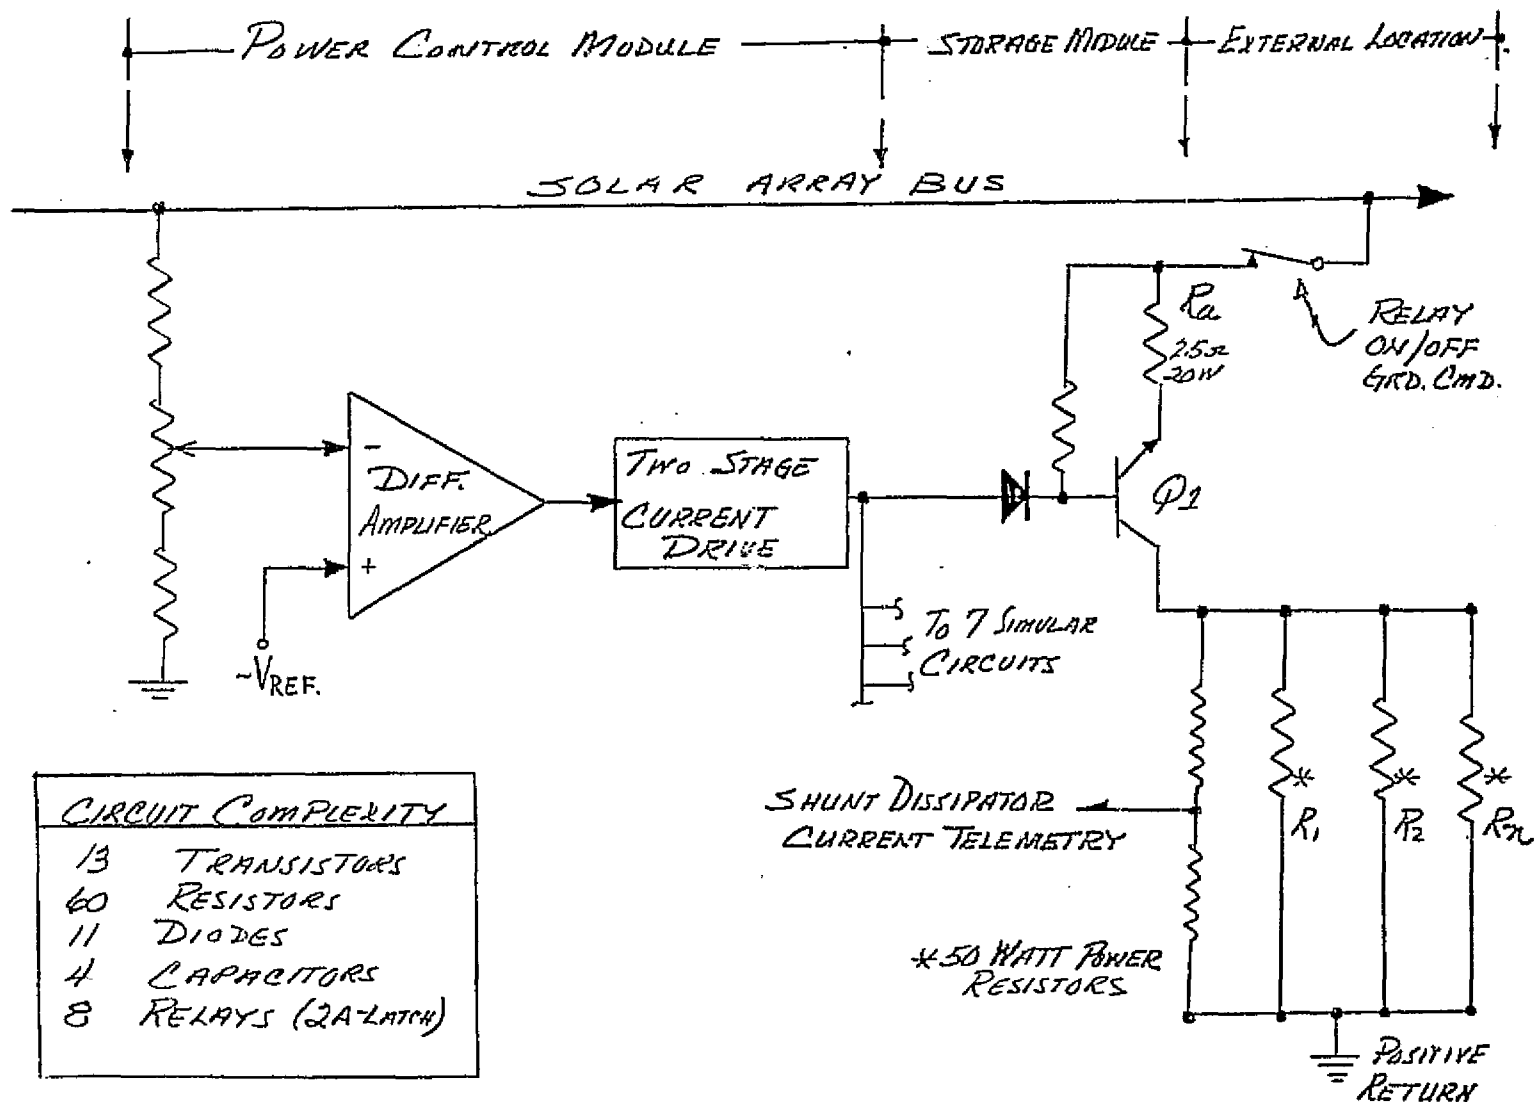 POWER CONTROL MODULE
STORAGE MODULE
EXTERNAL LOCATION
SOLAR ARRAY BUS
Ra
20W
RELAY
ON/OFF
GRD. CMD.
-
DIFF.
AMPLIFIER
+
~VREF.
TWO STAGE
CURRENT
DRIVE
Q1
TO 7 SIMULAR
CIRCUITS
SHUNT DISSIPATOR
CURRENT TELEMETRY
* R1
* R2
* Rn
*50 WATT POWER
RESISTORS
POSITIVE
RETURN
CIRCUIT COMPLEXITY
13 TRANSISTORS
60 RESISTORS
11 DIODES
4 CAPACITORS
8 RELAYS (2A-LATCH)